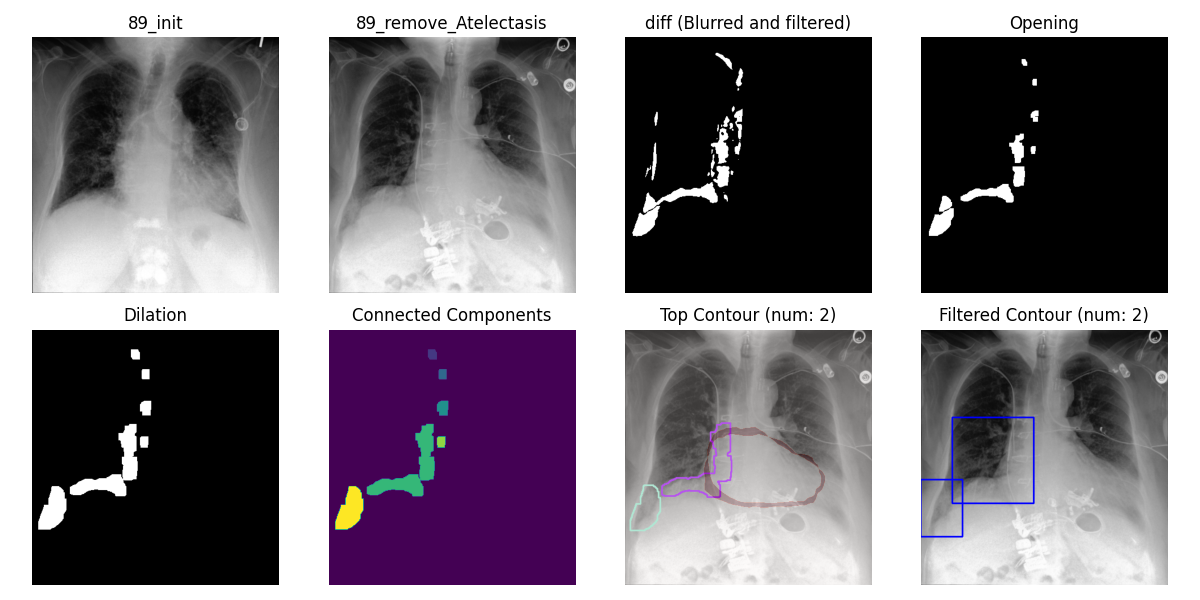 89_init
89_remove_Atelectasis
diff (Blurred and filtered)
Opening
Dilation
Connected Components
Top Contour (num: 2)
Filtered Contour (num: 2)